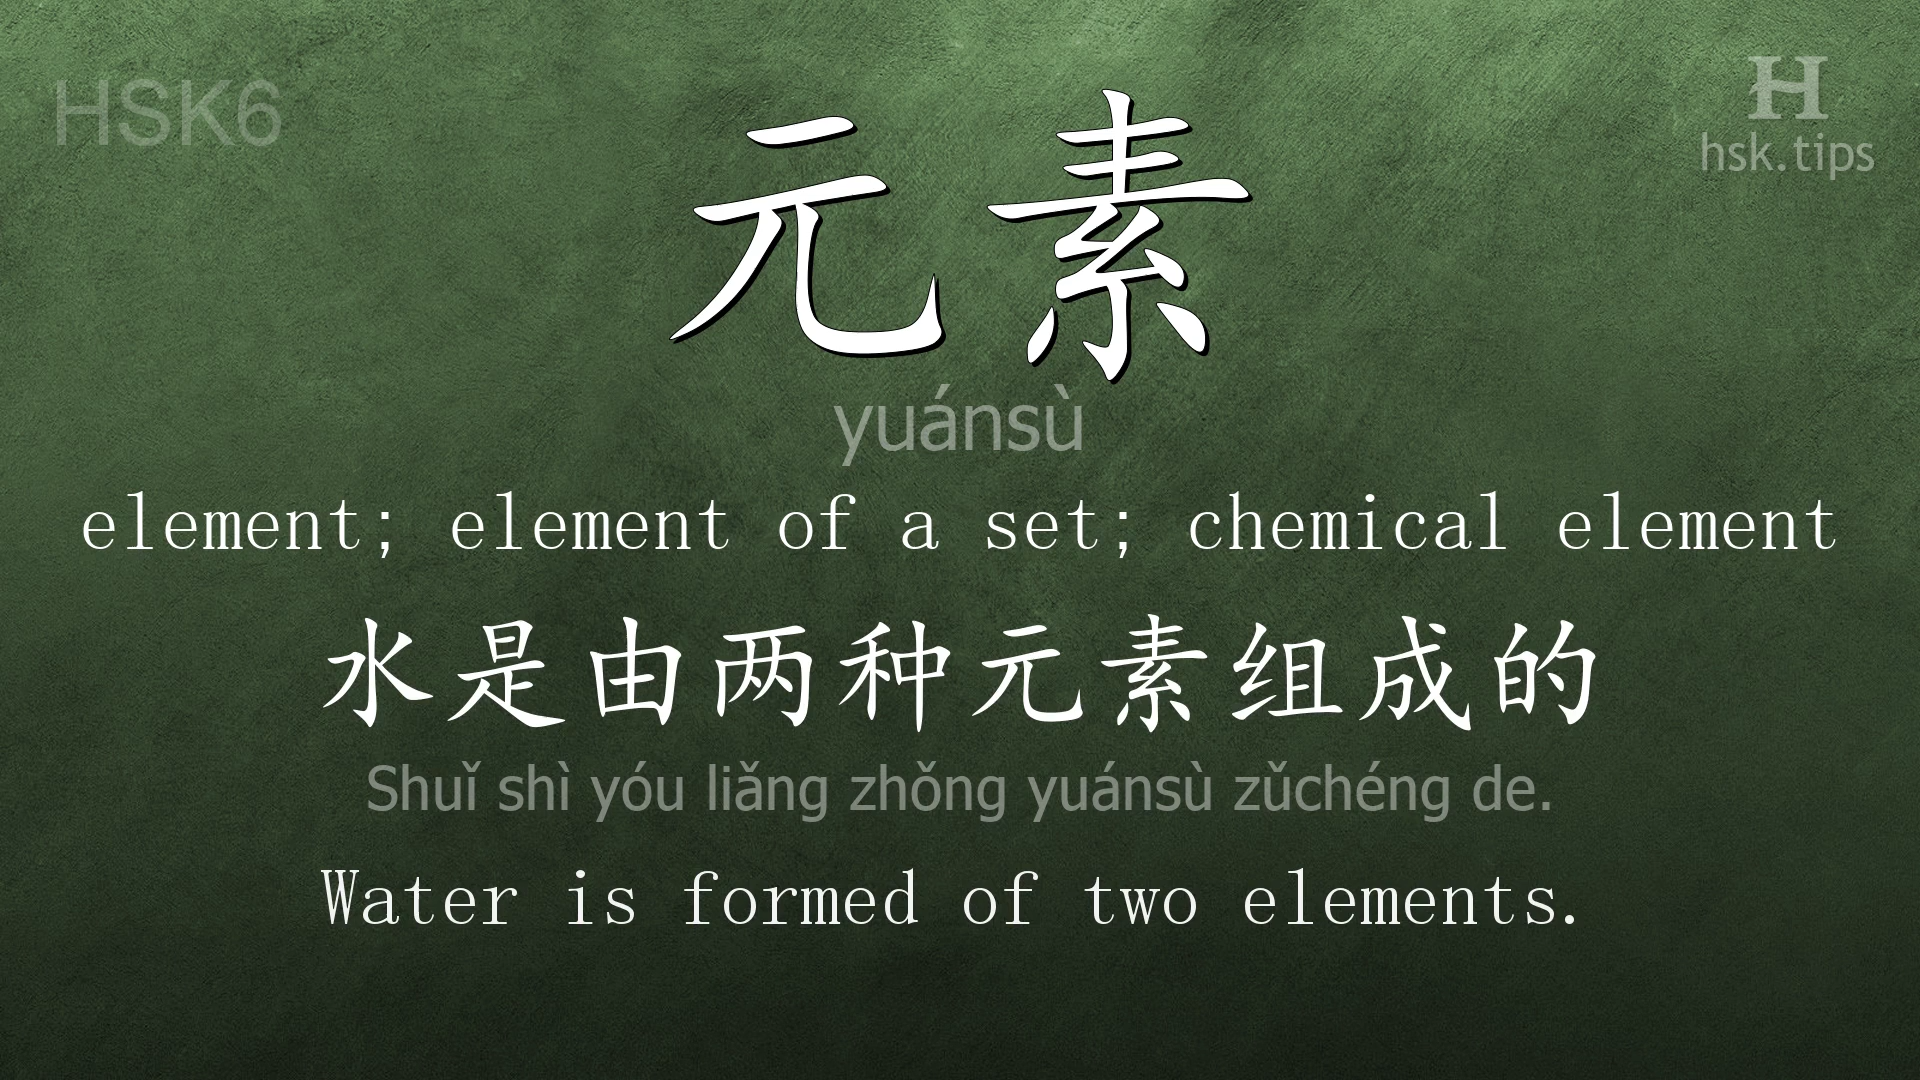 HSK6
H
hsk.tips
元素
yuánsù
element; element of a set; chemical element
水是由两种元素组成的
Shuǐ shì yóu liǎng zhǒng yuánsù zǔchéng de.
Water is formed of two elements.